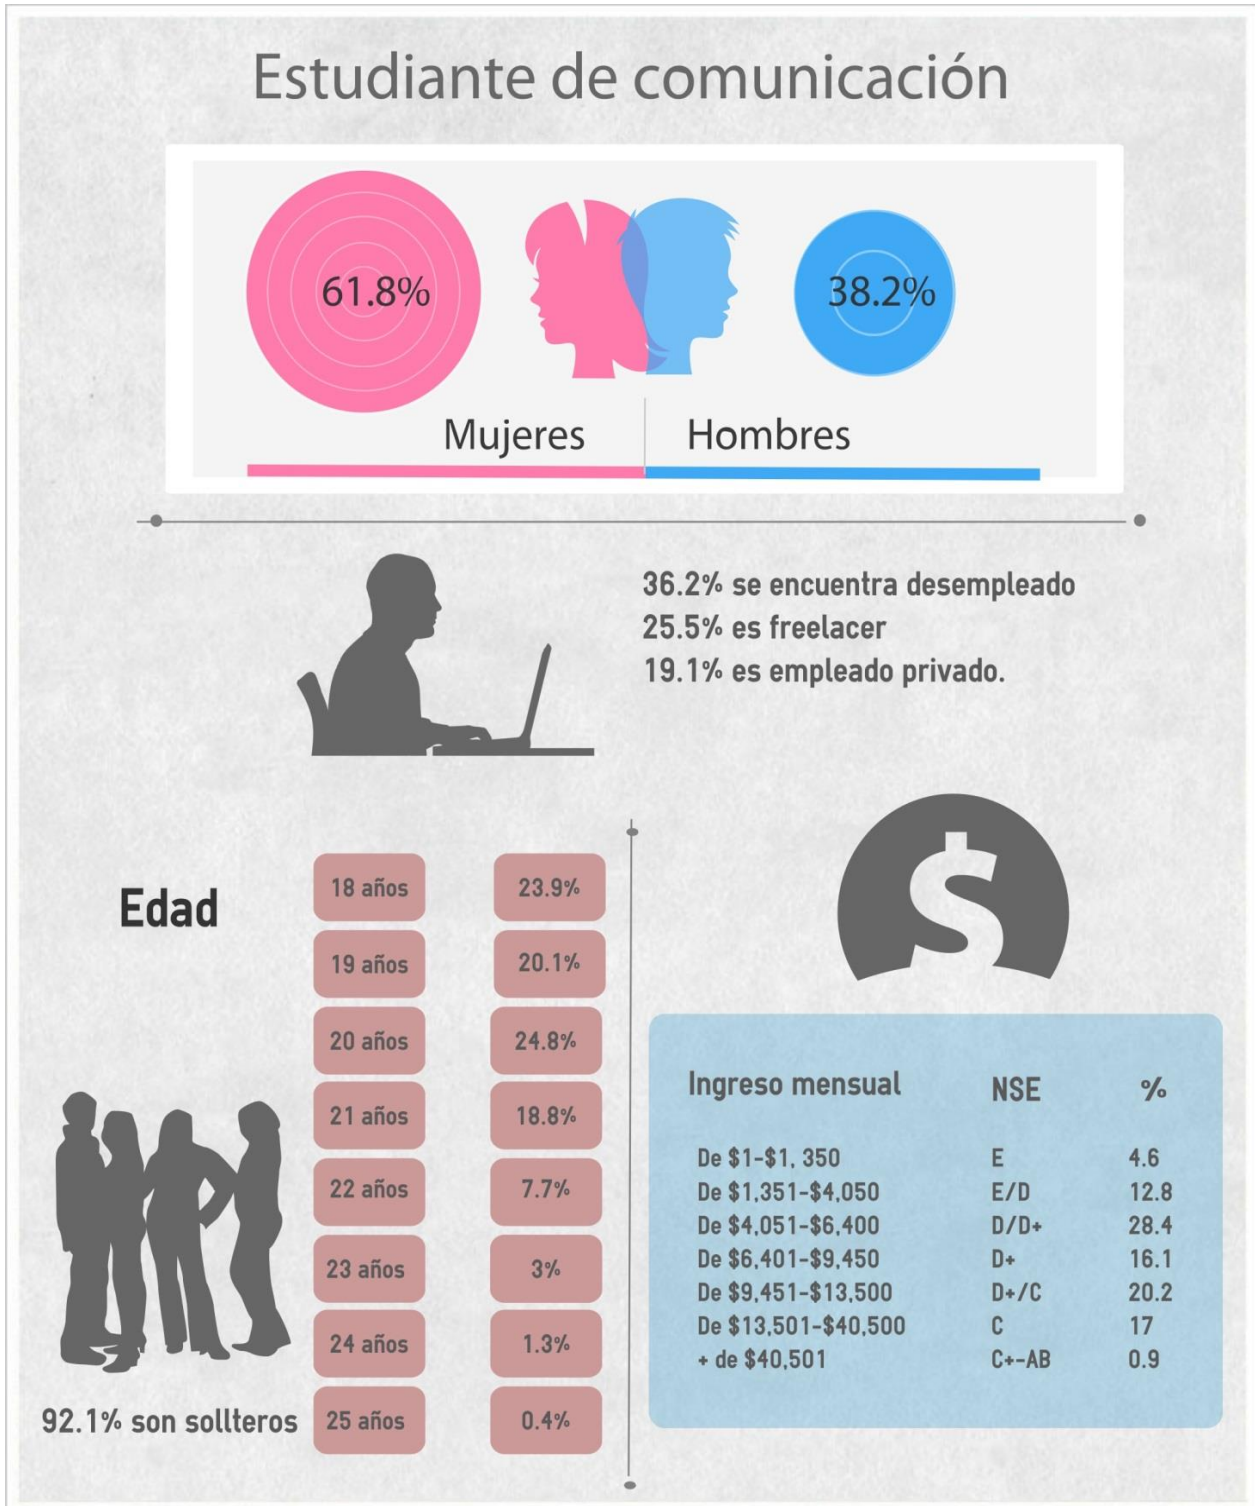 Estudiante de comunicación
61.8%
38.2%
Mujeres
Hombres
36.2% se encuentra desempleado
25.5% es freelacer
19.1% es empleado privado.
Edad
18 años 23.9%
19 años 20.1%
20 años 24.8%
21 años 18.8%
22 años 7.7%
23 años 3%
24 años 1.3%
25 años 0.4%
92.1% son sollteros
$
Ingreso mensual NSE %
De $1-$1, 350 E 4.6
De $1,351-$4,050 E/D 12.8
De $4,051-$6,400 D/D+ 28.4
De $6,401-$9,450 D+ 16.1
De $9,451-$13,500 D+/C 20.2
De $13,501-$40,500 C 17
+ de $40,501 C+-AB 0.9